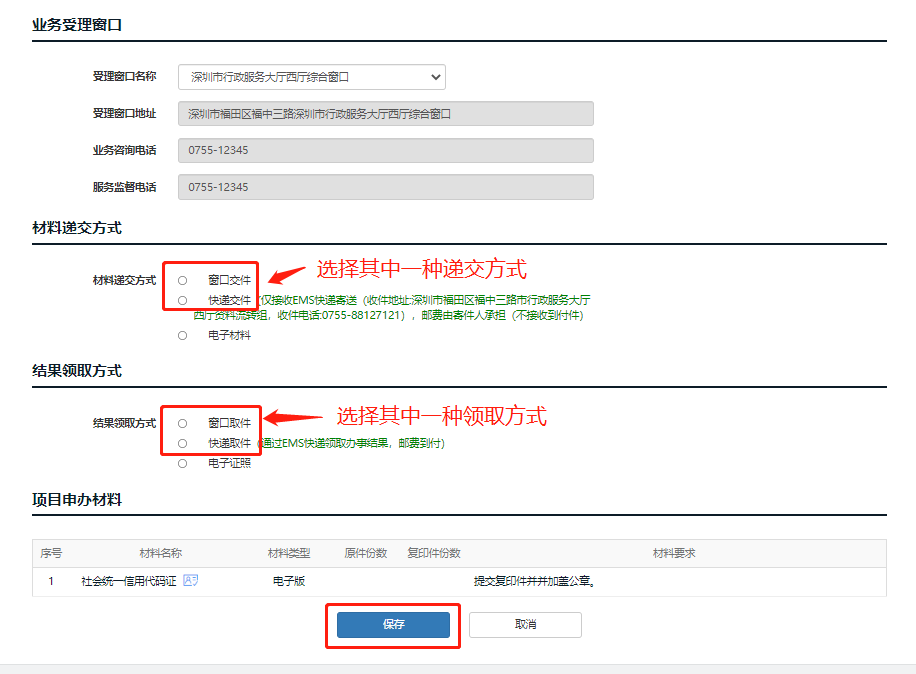 业务受理窗口
受理窗口名称 深圳市行政服务大厅西厅综合窗口
受理窗口地址 深圳市福田区福中三路深圳市行政服务大厅西厅综合窗口
业务咨询电话 0755-12345
服务监督电话 0755-12345
材料递交方式
选择其中一种递交方式
材料递交方式 窗口交件
快递交件 仅接收EMS快递寄送（收件地址:深圳市福田区福中三路市行政服务大厅
西厅资料流转组，收件电话:0755-88127121），邮费由寄件人承担（不接收到付件）
电子材料
结果领取方式
选择其中一种领取方式
结果领取方式 窗口取件
快递取件（通过EMS快递领取办事结果，邮费到付）
电子证照
项目申办材料
序号 材料名称 材料类型 原件份数 复印件份数 材料要求
1 社会统一信用代码证 电子版 提交复印件并并加盖公章。
保存 取消